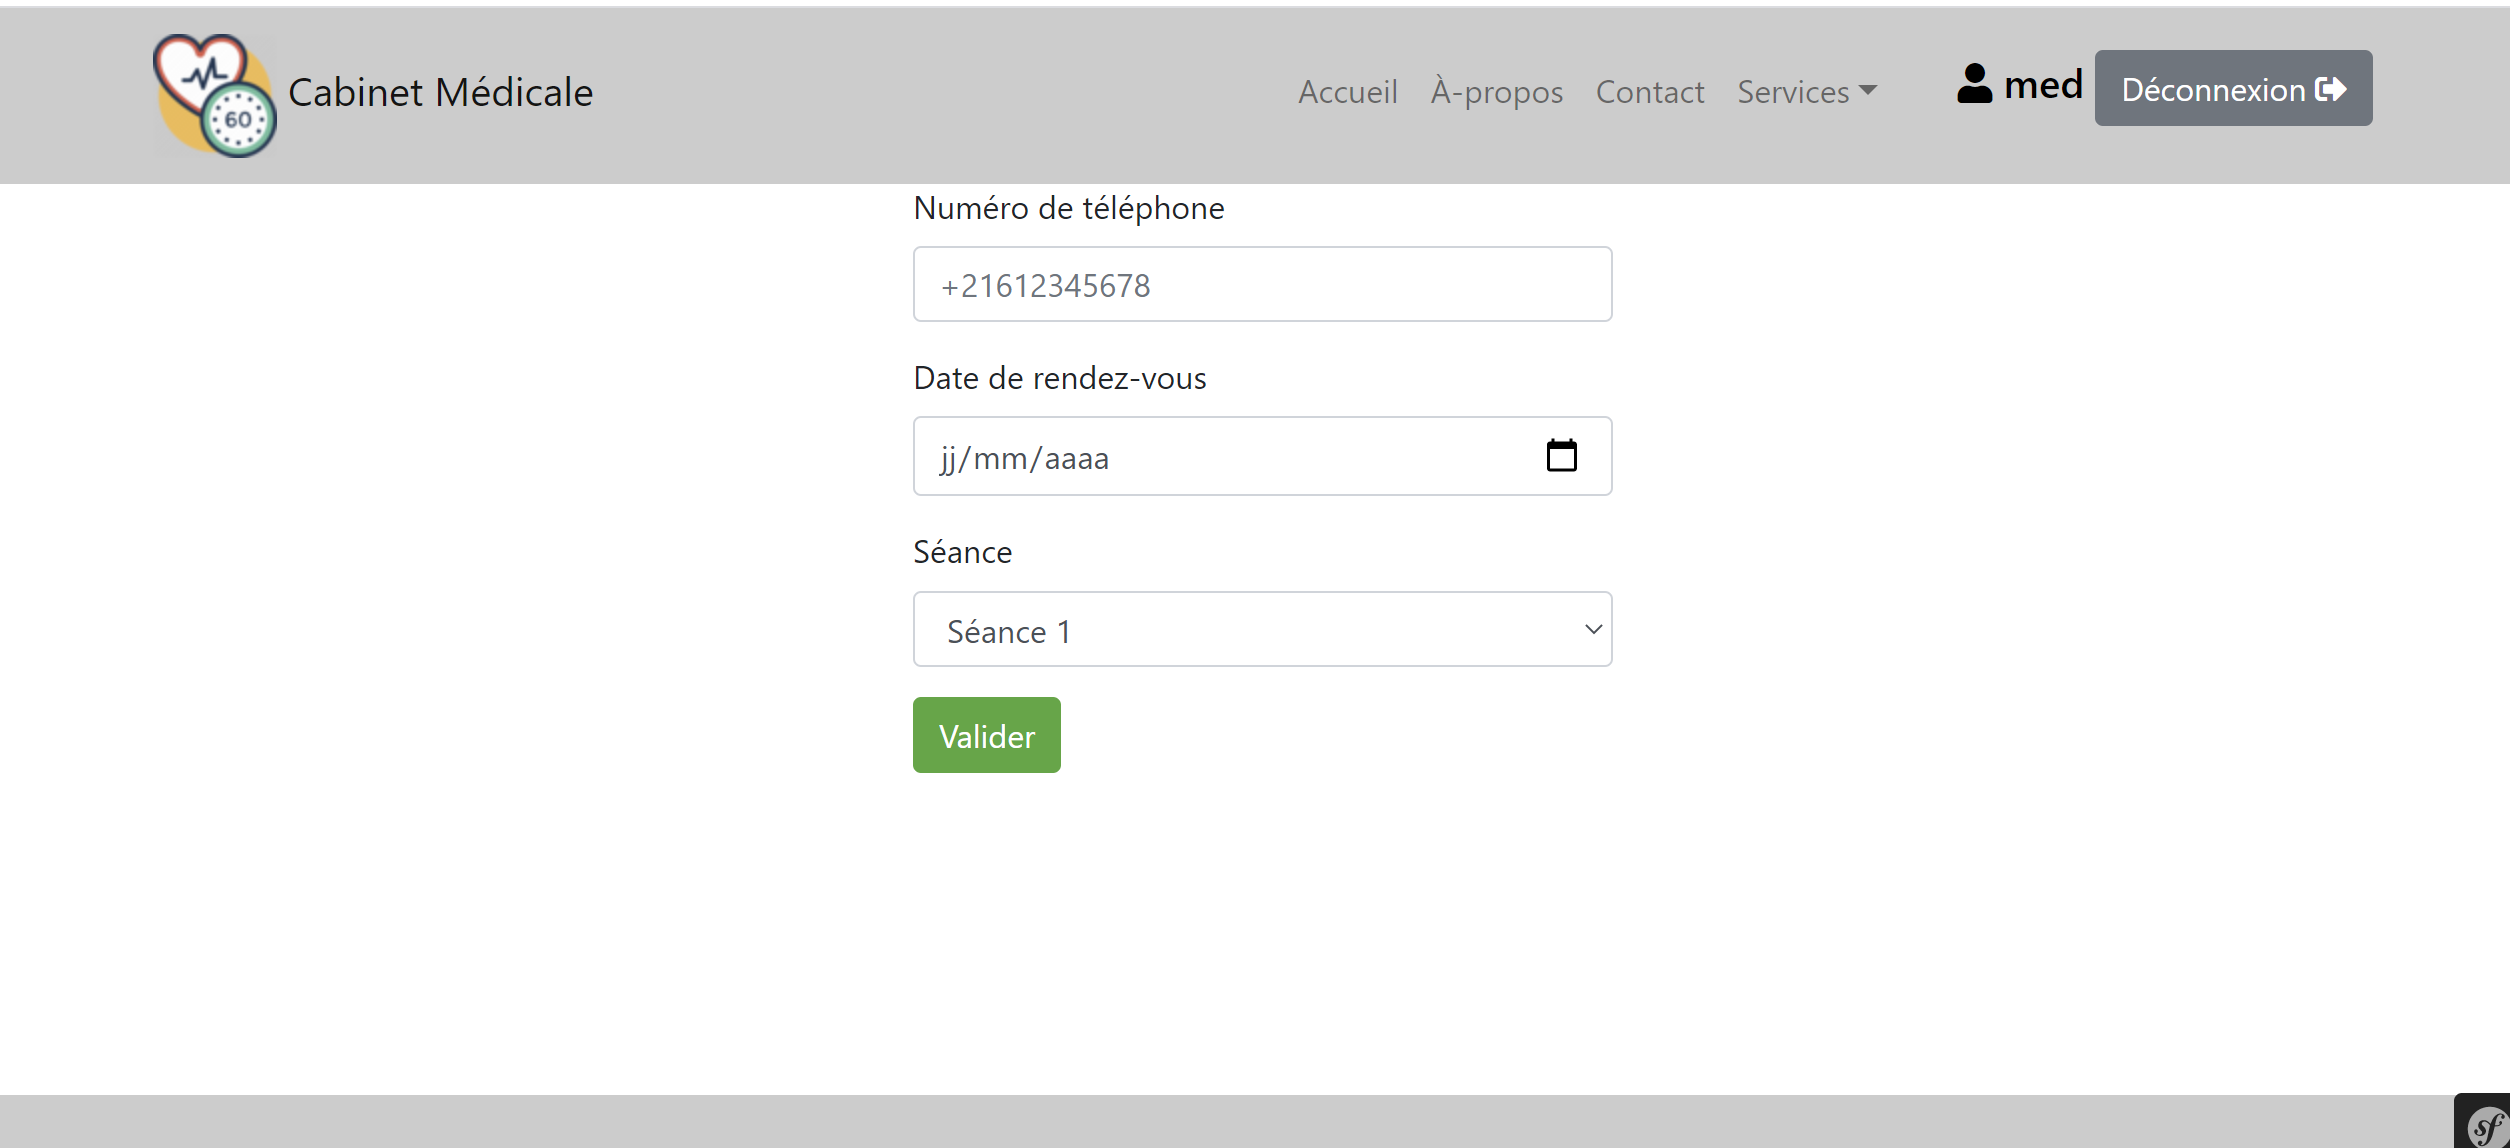 60
Cabinet Médicale
Accueil À-propos Contact Services
med
Déconnexion
Numéro de téléphone
+21612345678
Date de rendez-vous
jj/mm/aaaa
Séance
Séance 1
Valider
sf